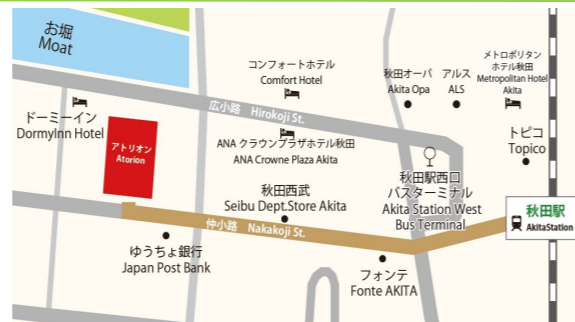 お堀
Moat
コンフォートホテル
Comfort Hotel
秋田オーパ
Akita Opa
アルス
ALS
メトロポリタン
ホテル秋田
Metropolitan Hotel
Akita
広小路 Hirokoji St.
ドーミーイン
DormyInn Hotel
アトリオン
Atorion
ANA クラウンプラザホテル秋田
ANA Crowne Plaza Akita
トピコ
Topico
秋田駅西口
バスターミナル
Akita Station West
Bus Terminal
秋田西武
Seibu Dept.Store Akita
仲小路 Nakakoji St.
秋田駅
AkitaStation
ゆうちょ銀行
Japan Post Bank
フォンテ
Fonte AKITA